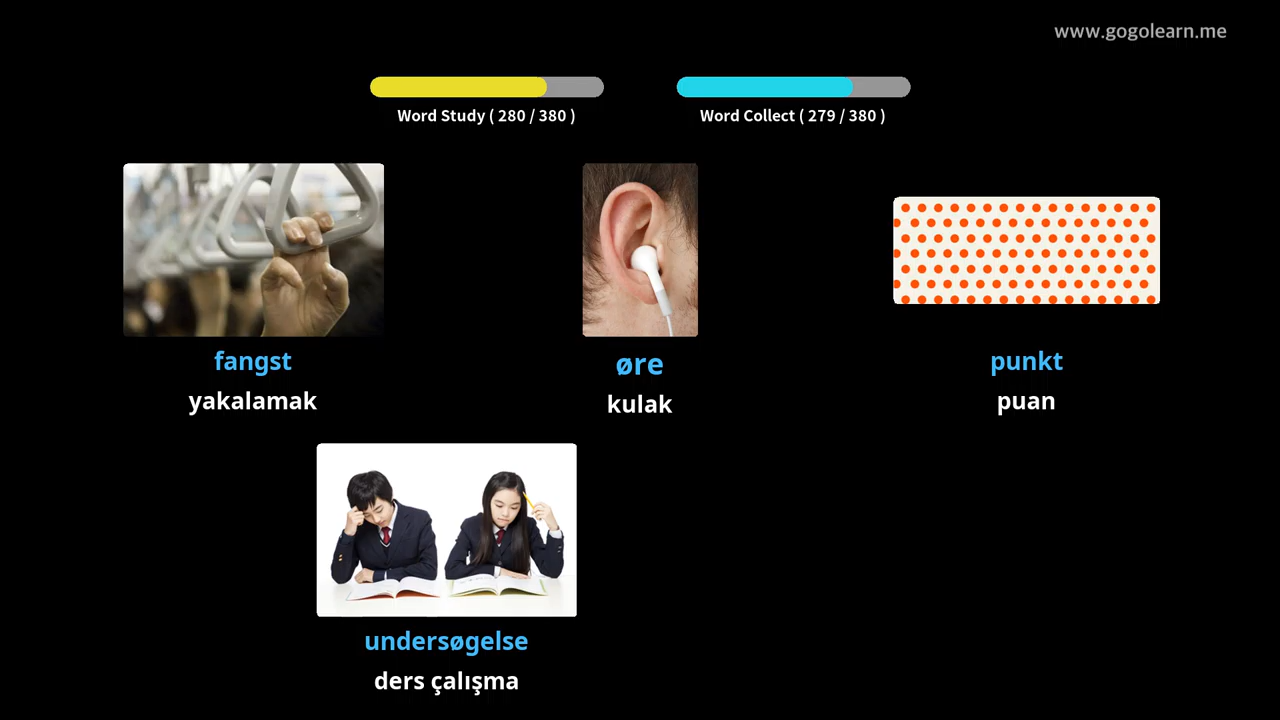 www.gogolearn.me
Word Study ( 280 / 380 )
Word Collect ( 279 / 380 )
fangst
yakalamak
øre
kulak
punkt
puan
undersøgelse
ders çalışma